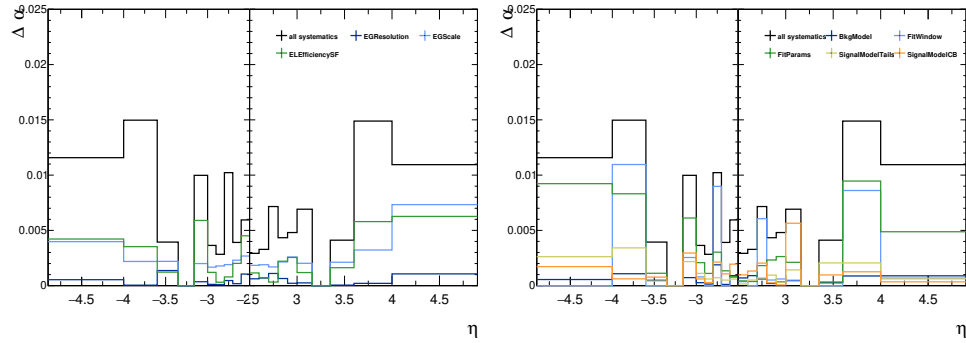 Δ α
0.025
0.02
0.015
0.01
0.005
0
all systematics EGResolution EGScale
ELEfficiencySF
−4.5 −4 −3.5 −3 −2.5 3 3.5 4 4.5
η
Δ α
0.025
0.02
0.015
0.01
0.005
0
all systematics BkgModel FitWindow
FitParams SignalModelTails SignalModelCB
−4.5 −4 −3.5 −3 −2.5 3 3.5 4 4.5
η